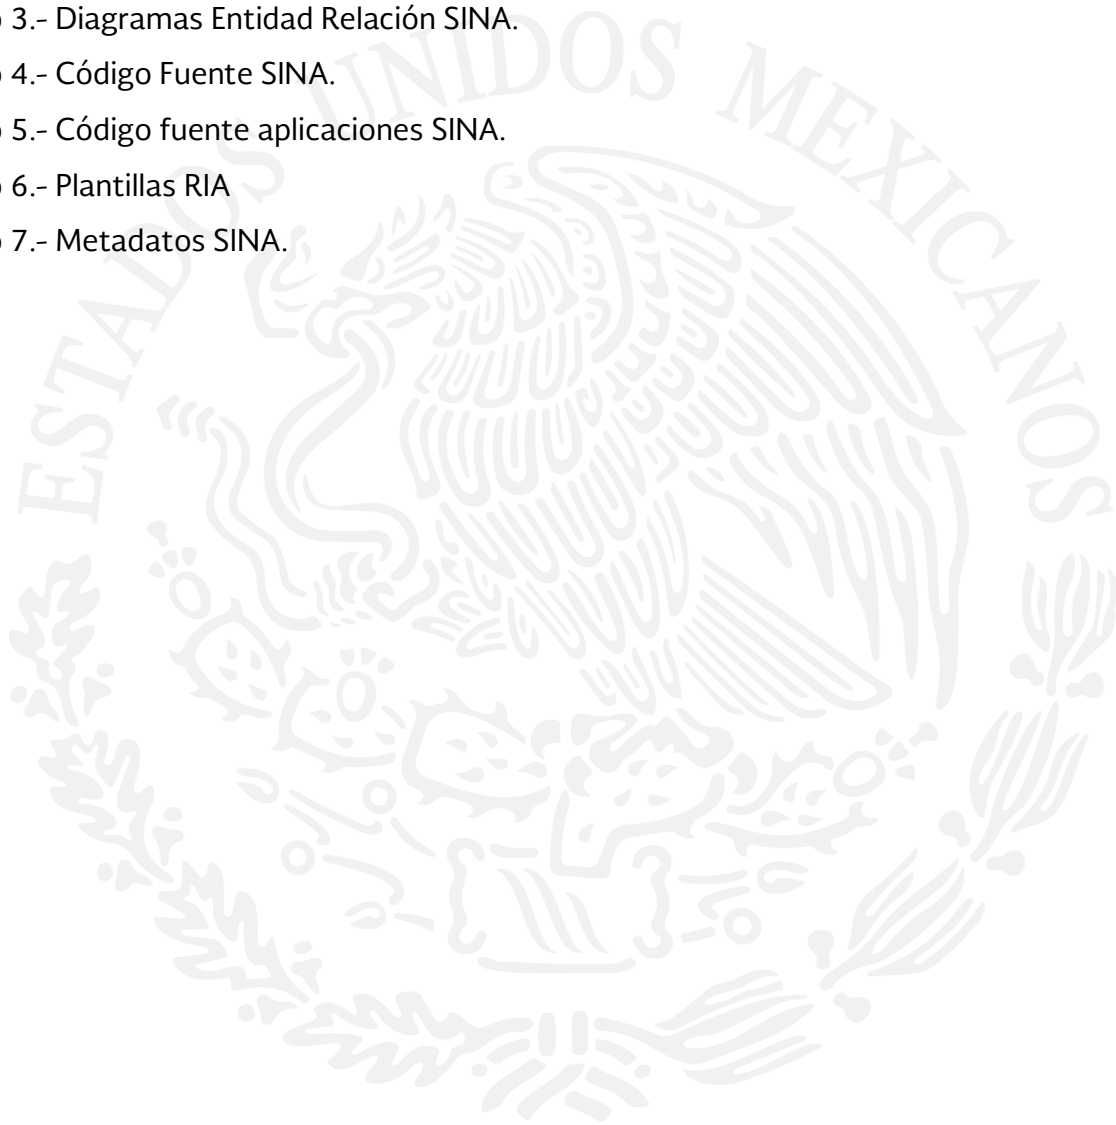 o 3.- Diagramas Entidad Relación SINA.
o 4.- Código Fuente SINA.
o 5.- Código fuente aplicaciones SINA.
o 6.- Plantillas RIA
o 7.- Metadatos SINA.
ESTADOS UNIDOS MEXICANOS